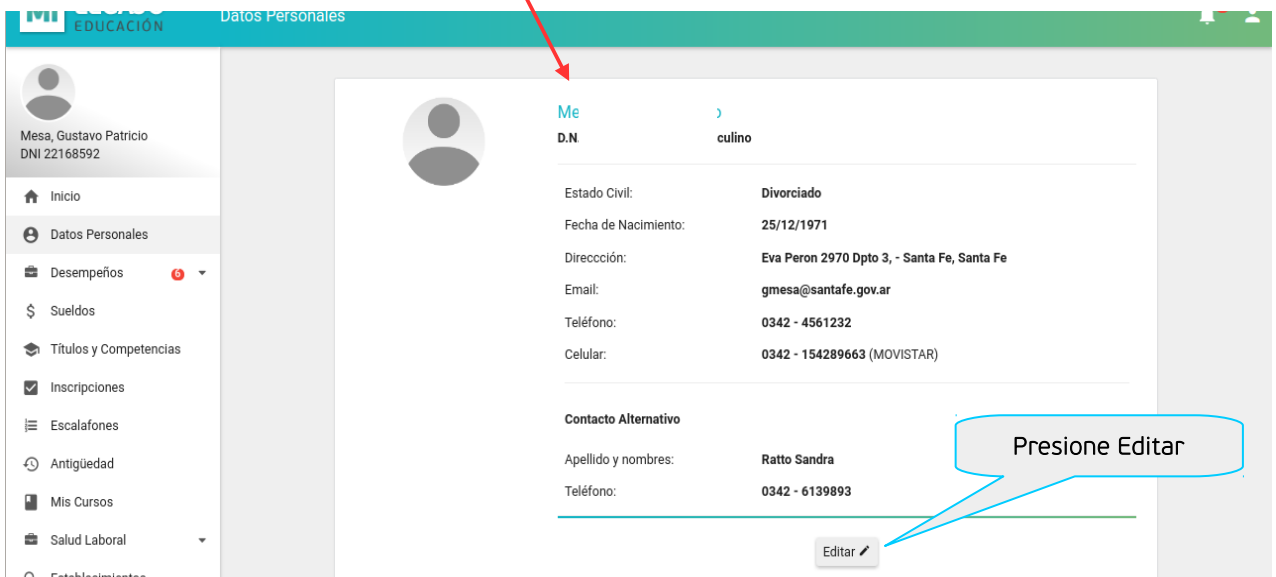 EDUCACIÓN
Datos Personales
Mesa, Gustavo Patricio
DNI 22168592
Inicio
Datos Personales
Desempeños 6
Sueldos
Títulos y Competencias
Inscripciones
Escalafones
Antigüedad
Mis Cursos
Salud Laboral
Me
D.N. culino
Estado Civil: Divorciado
Fecha de Nacimiento: 25/12/1971
Direccción: Eva Peron 2970 Dpto 3, - Santa Fe, Santa Fe
Email: gmesa@santafe.gov.ar
Teléfono: 0342 - 4561232
Celular: 0342 - 154289663 (MOVISTAR)
Contacto Alternativo
Apellido y nombres: Ratto Sandra
Teléfono: 0342 - 6139893
Editar
Presione Editar